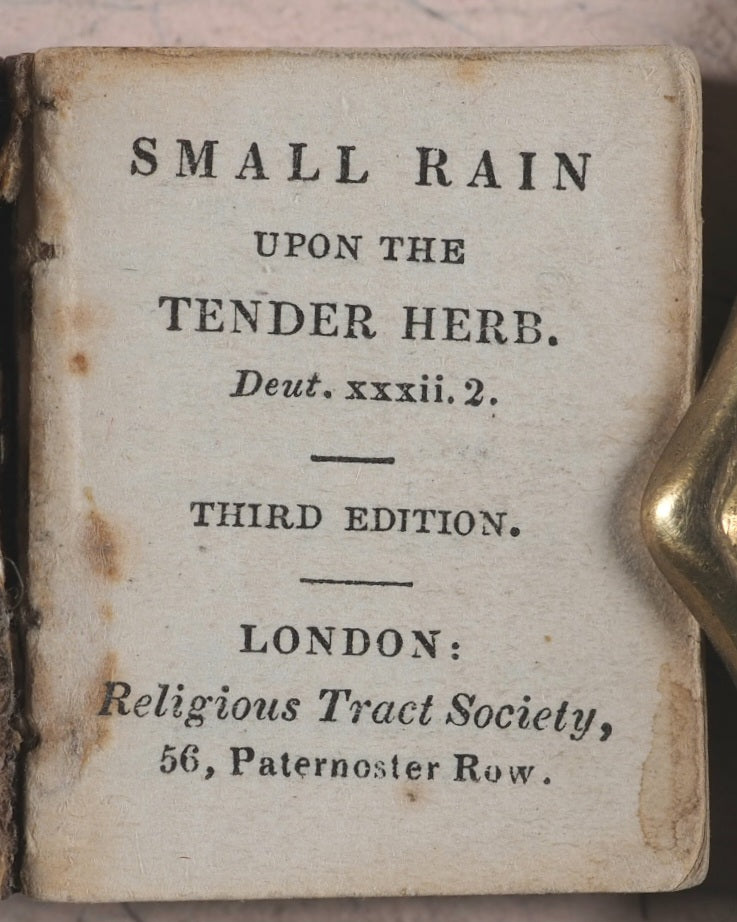 SMALL RAIN
UPON THE
TENDER HERB.
Deut. xxxii. 2.
THIRD EDITION.
LONDON:
Religious Tract Society,
56, Paternoster Row.